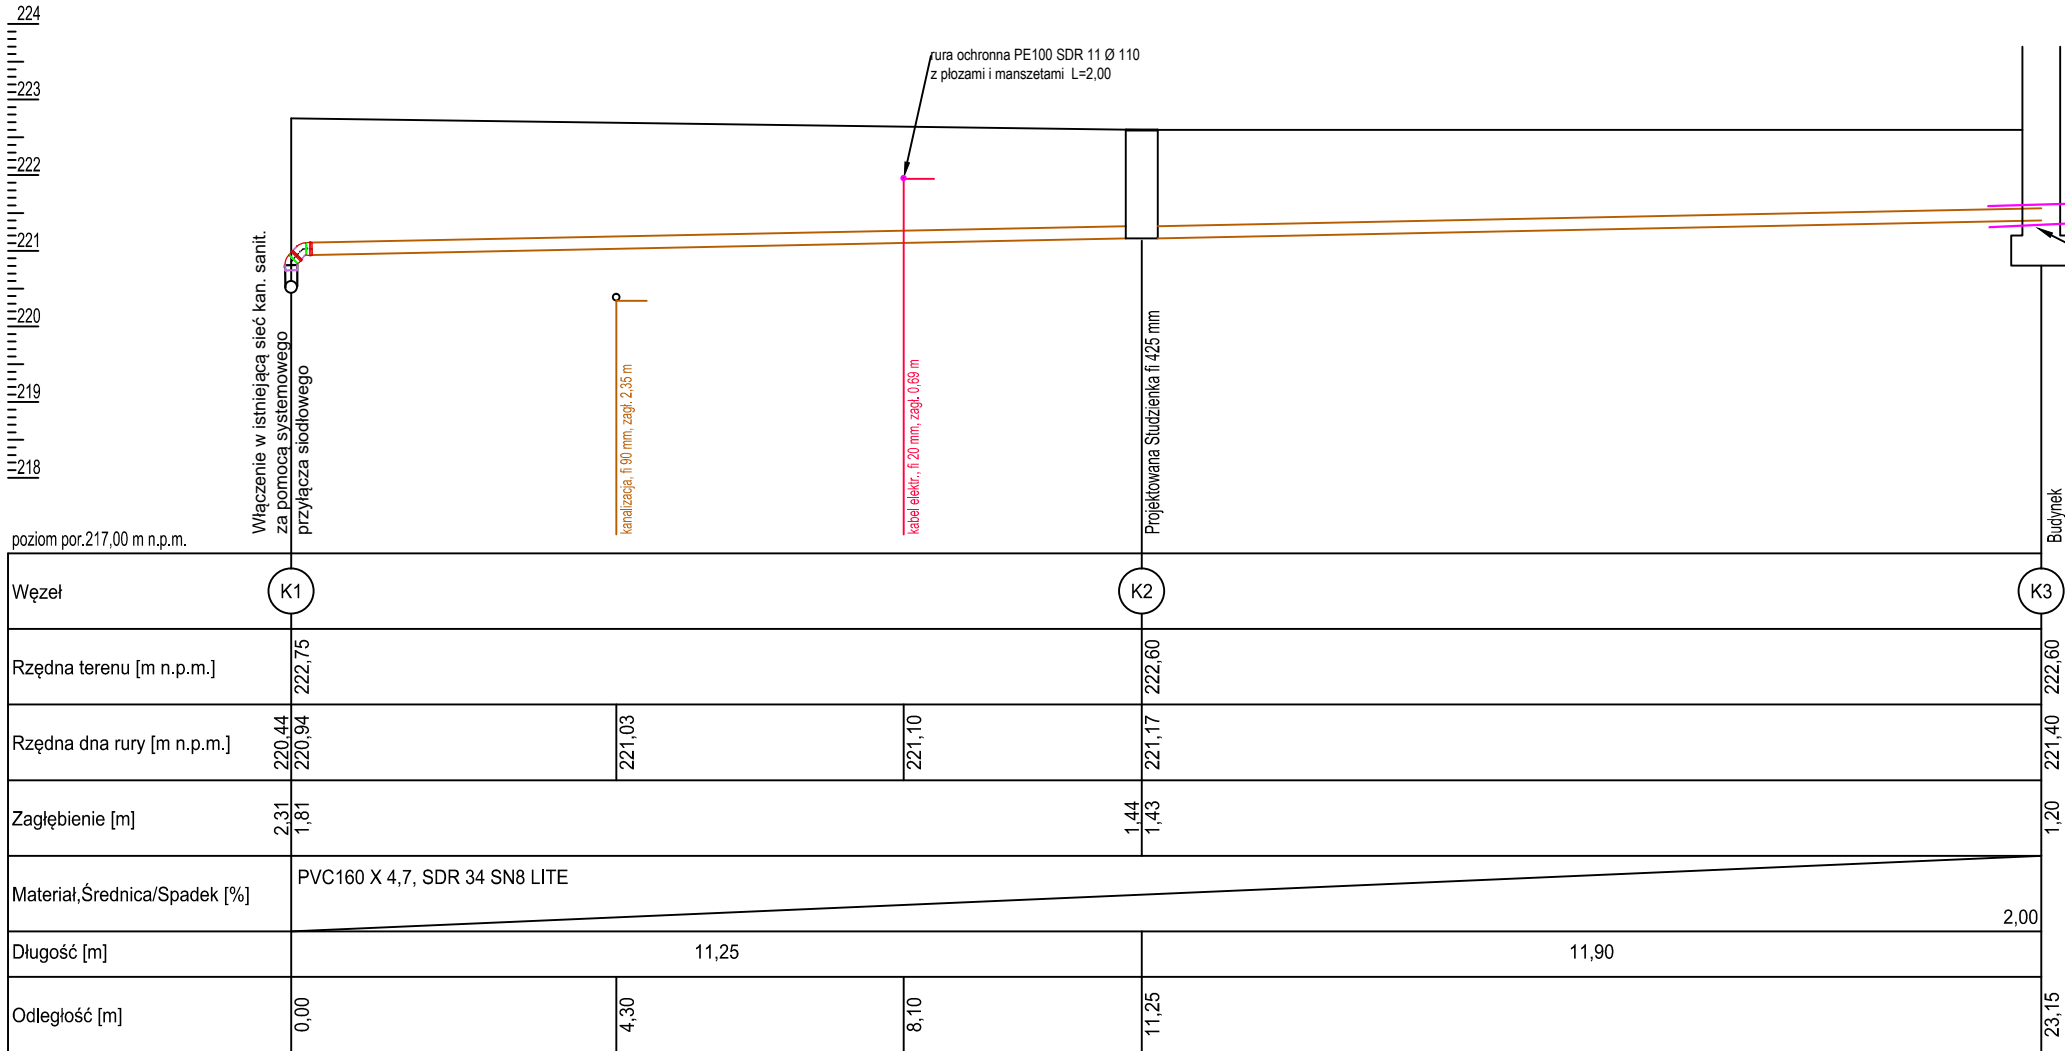 224
223
222
221
220
219
218
rura ochronna PE100 SDR 11 Ø 110
z płozami i manszetami L=2,00
Włączenie w istniejącą sieć kan. sanit.
za pomocą systemowego
przyłącza siodłowego
kanalizacja, fi 90 mm, zagł. 2,35 m
kabel elektr., fi 20 mm, zagł. 0,69 m
Projektowana Studzienka fi 425 mm
Budynek
poziom por.217,00 m n.p.m.
Węzeł K1 K2 K3
Rzędna terenu [m n.p.m.] 222,75 222,60 222,60
Rzędna dna rury [m n.p.m.] 220,44 220,94 221,03 221,10 221,17 221,40
Zagłębienie [m] 2,31 1,81 1,44 1,43 1,20
Materiał,Średnica/Spadek [%] PVC160 X 4,7, SDR 34 SN8 LITE 2,00
Długość [m] 11,25 11,90
Odległość [m] 0,00 4,30 8,10 11,25 23,15